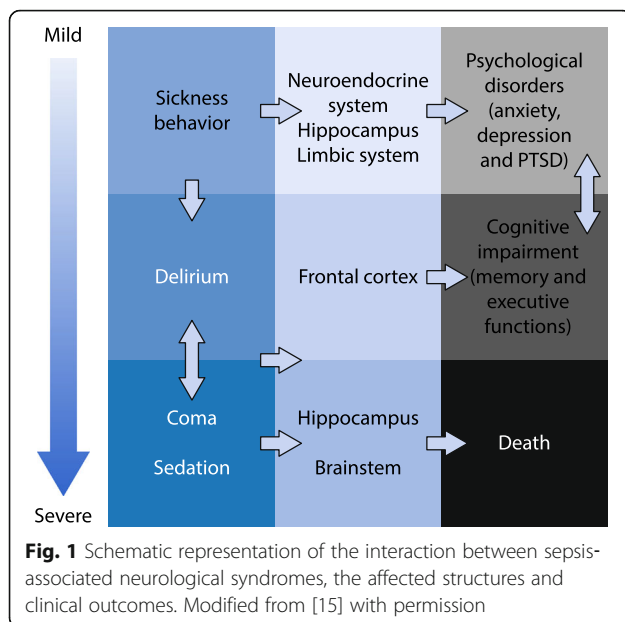 Mild
Sickness
behavior
Neuroendocrine
system
Hippocampus
Limbic system
Psychological
disorders
(anxiety,
depression
and PTSD)
Delirium
Frontal cortex
Cognitive
impairment
(memory and
executive
functions)
Coma
Sedation
Hippocampus
Brainstem
Death
Severe
Fig. 1 Schematic representation of the interaction between sepsis-
associated neurological syndromes, the affected structures and
clinical outcomes. Modified from [15] with permission